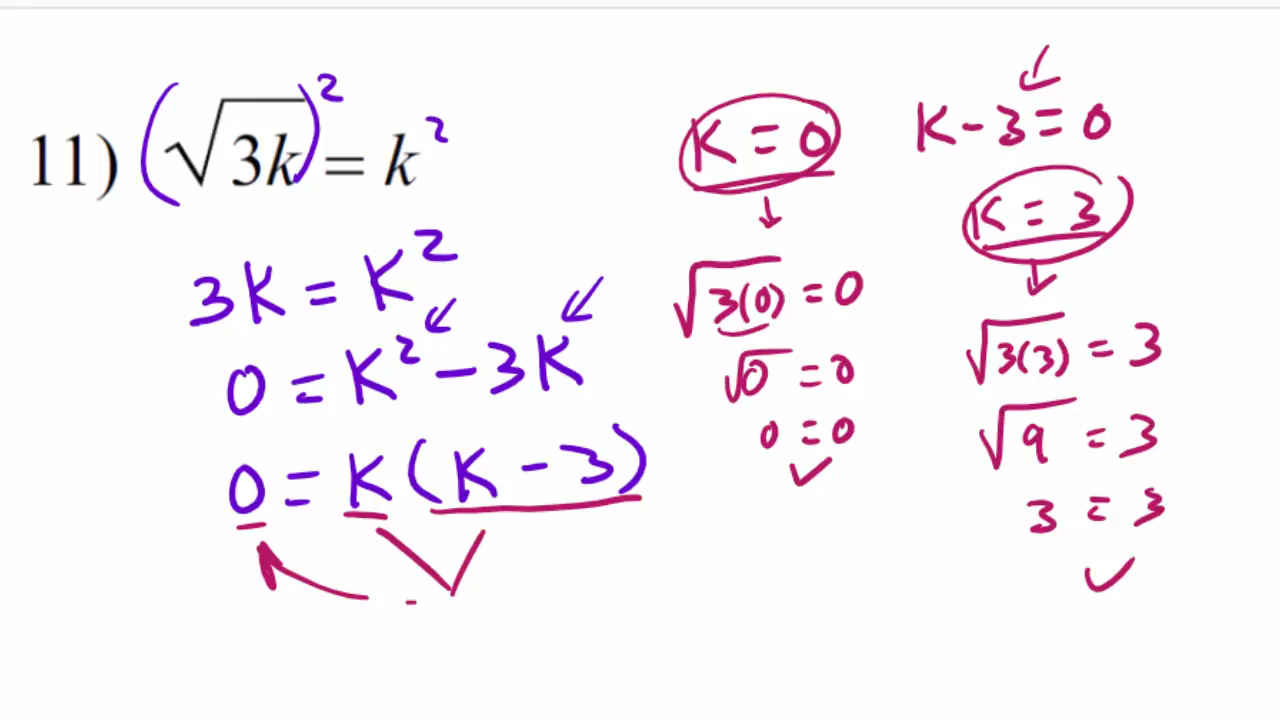 11) (√3k)² = k²
3K = K²
0 = K² - 3K
0 = K(K - 3)
K = 0
√3(0) = 0
√0 = 0
0 = 0
✓
K - 3 = 0
K = 3
√3(3) = 3
√9 = 3
3 = 3
✓